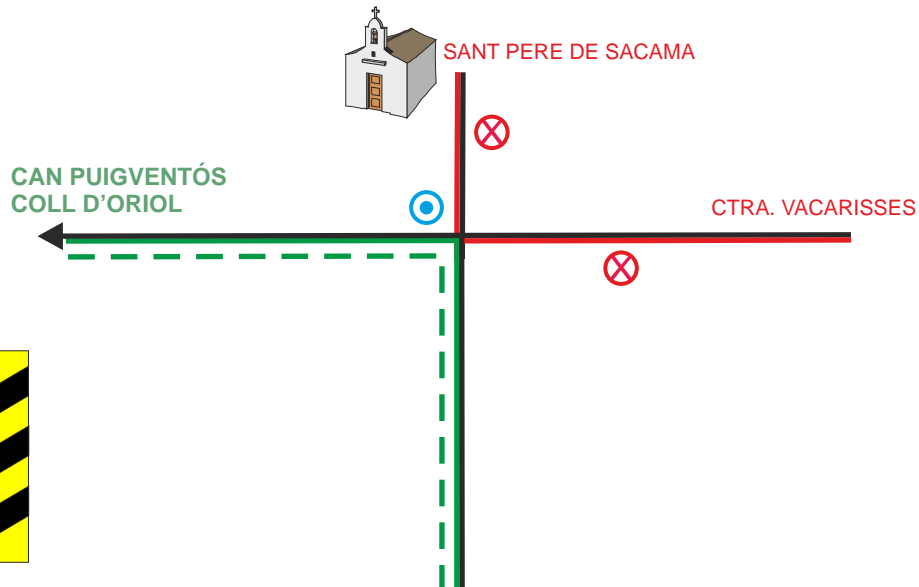 SANT PERE DE SACAMA
CAN PUIGVENTÓS
COLL D'ORIOL
CTRA. VACARISSES